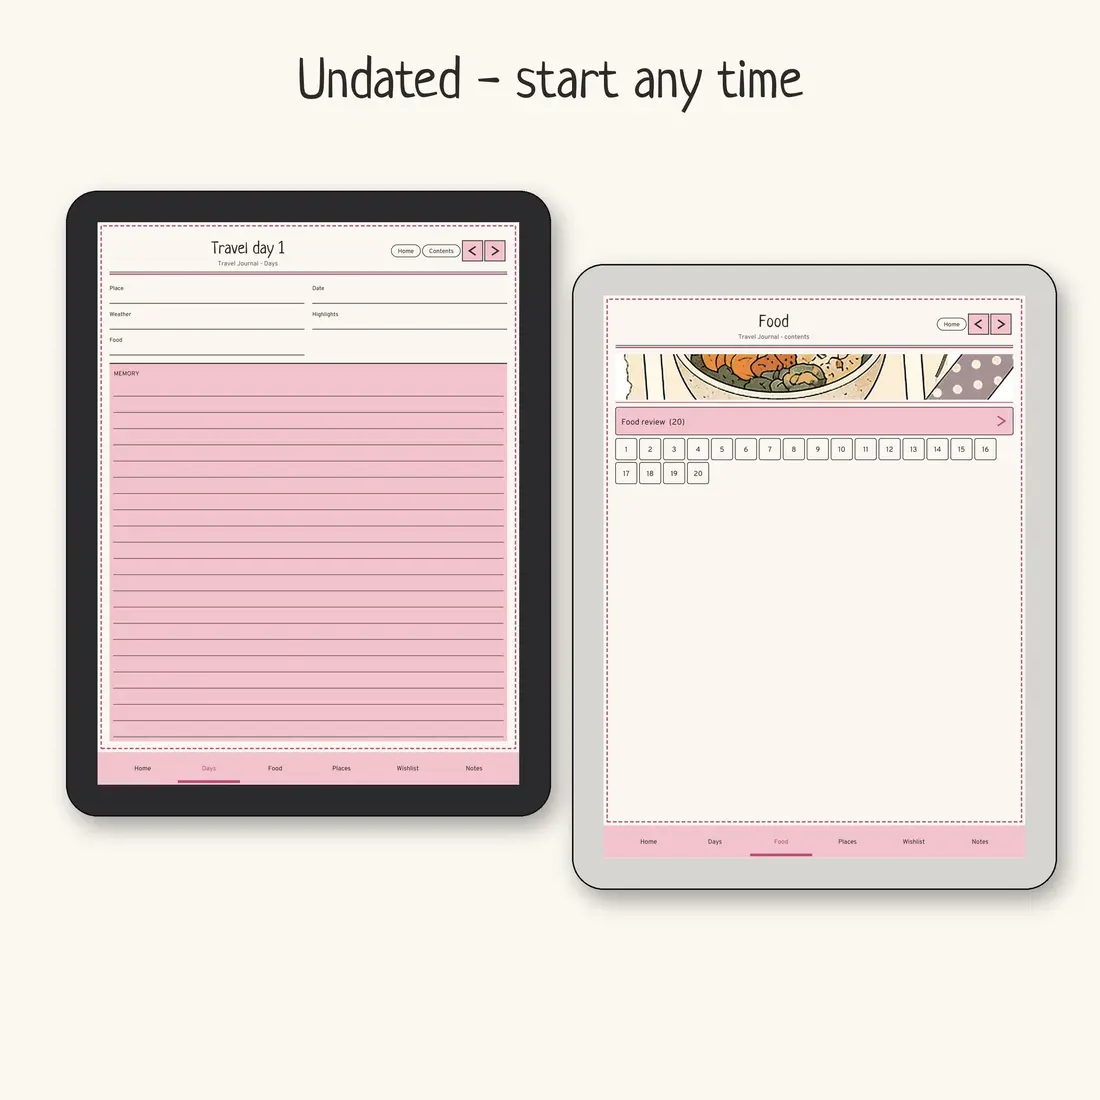 Undated - start any time
Travel day 1
Home Contents < >
Travel Journal - Days
Place Date
Weather Highlights
Food
MEMORY
Home Days Food Places Wishlist Notes
Food
Home < >
Travel Journal - contents
Food review (20) >
1 2 3 4 5 6 7 8 9 10 11 12 13 14 15 16
17 18 19 20
Home Days Food Places Wishlist Notes